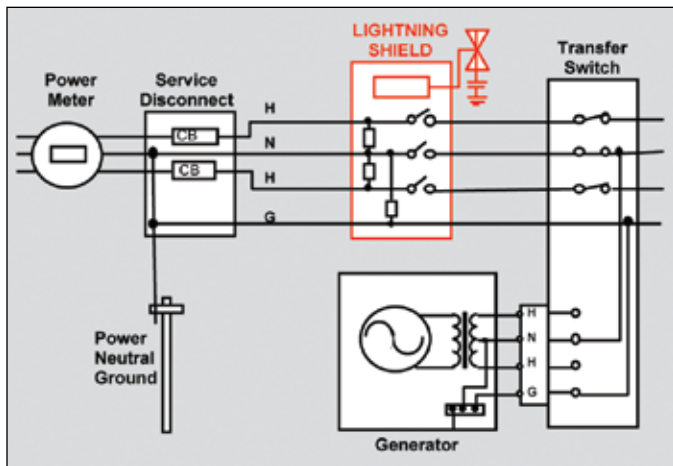 LIGHTNING
SHIELD
Transfer
Switch
Power
Meter
Service
Disconnect
H
CB
N
CB
H
G
Power
Neutral
Ground
H
N
H
G
Generator